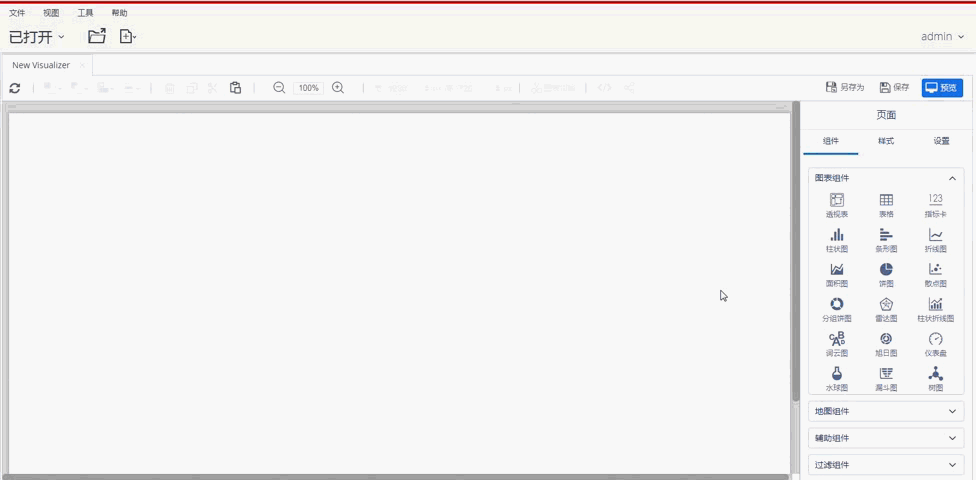 文件 视图 工具 帮助
已打开 admin
New Visualizer
100% 另存为 保存 预览
页面
组件 样式 设置
图表组件
123
透视表 表格 指标卡
柱状图 条形图 折线图
面积图 饼图 散点图
分组饼图 雷达图 柱状折线图
词云图 旭日图 仪表盘
水球图 漏斗图 树图
地图组件
辅助组件
过滤组件